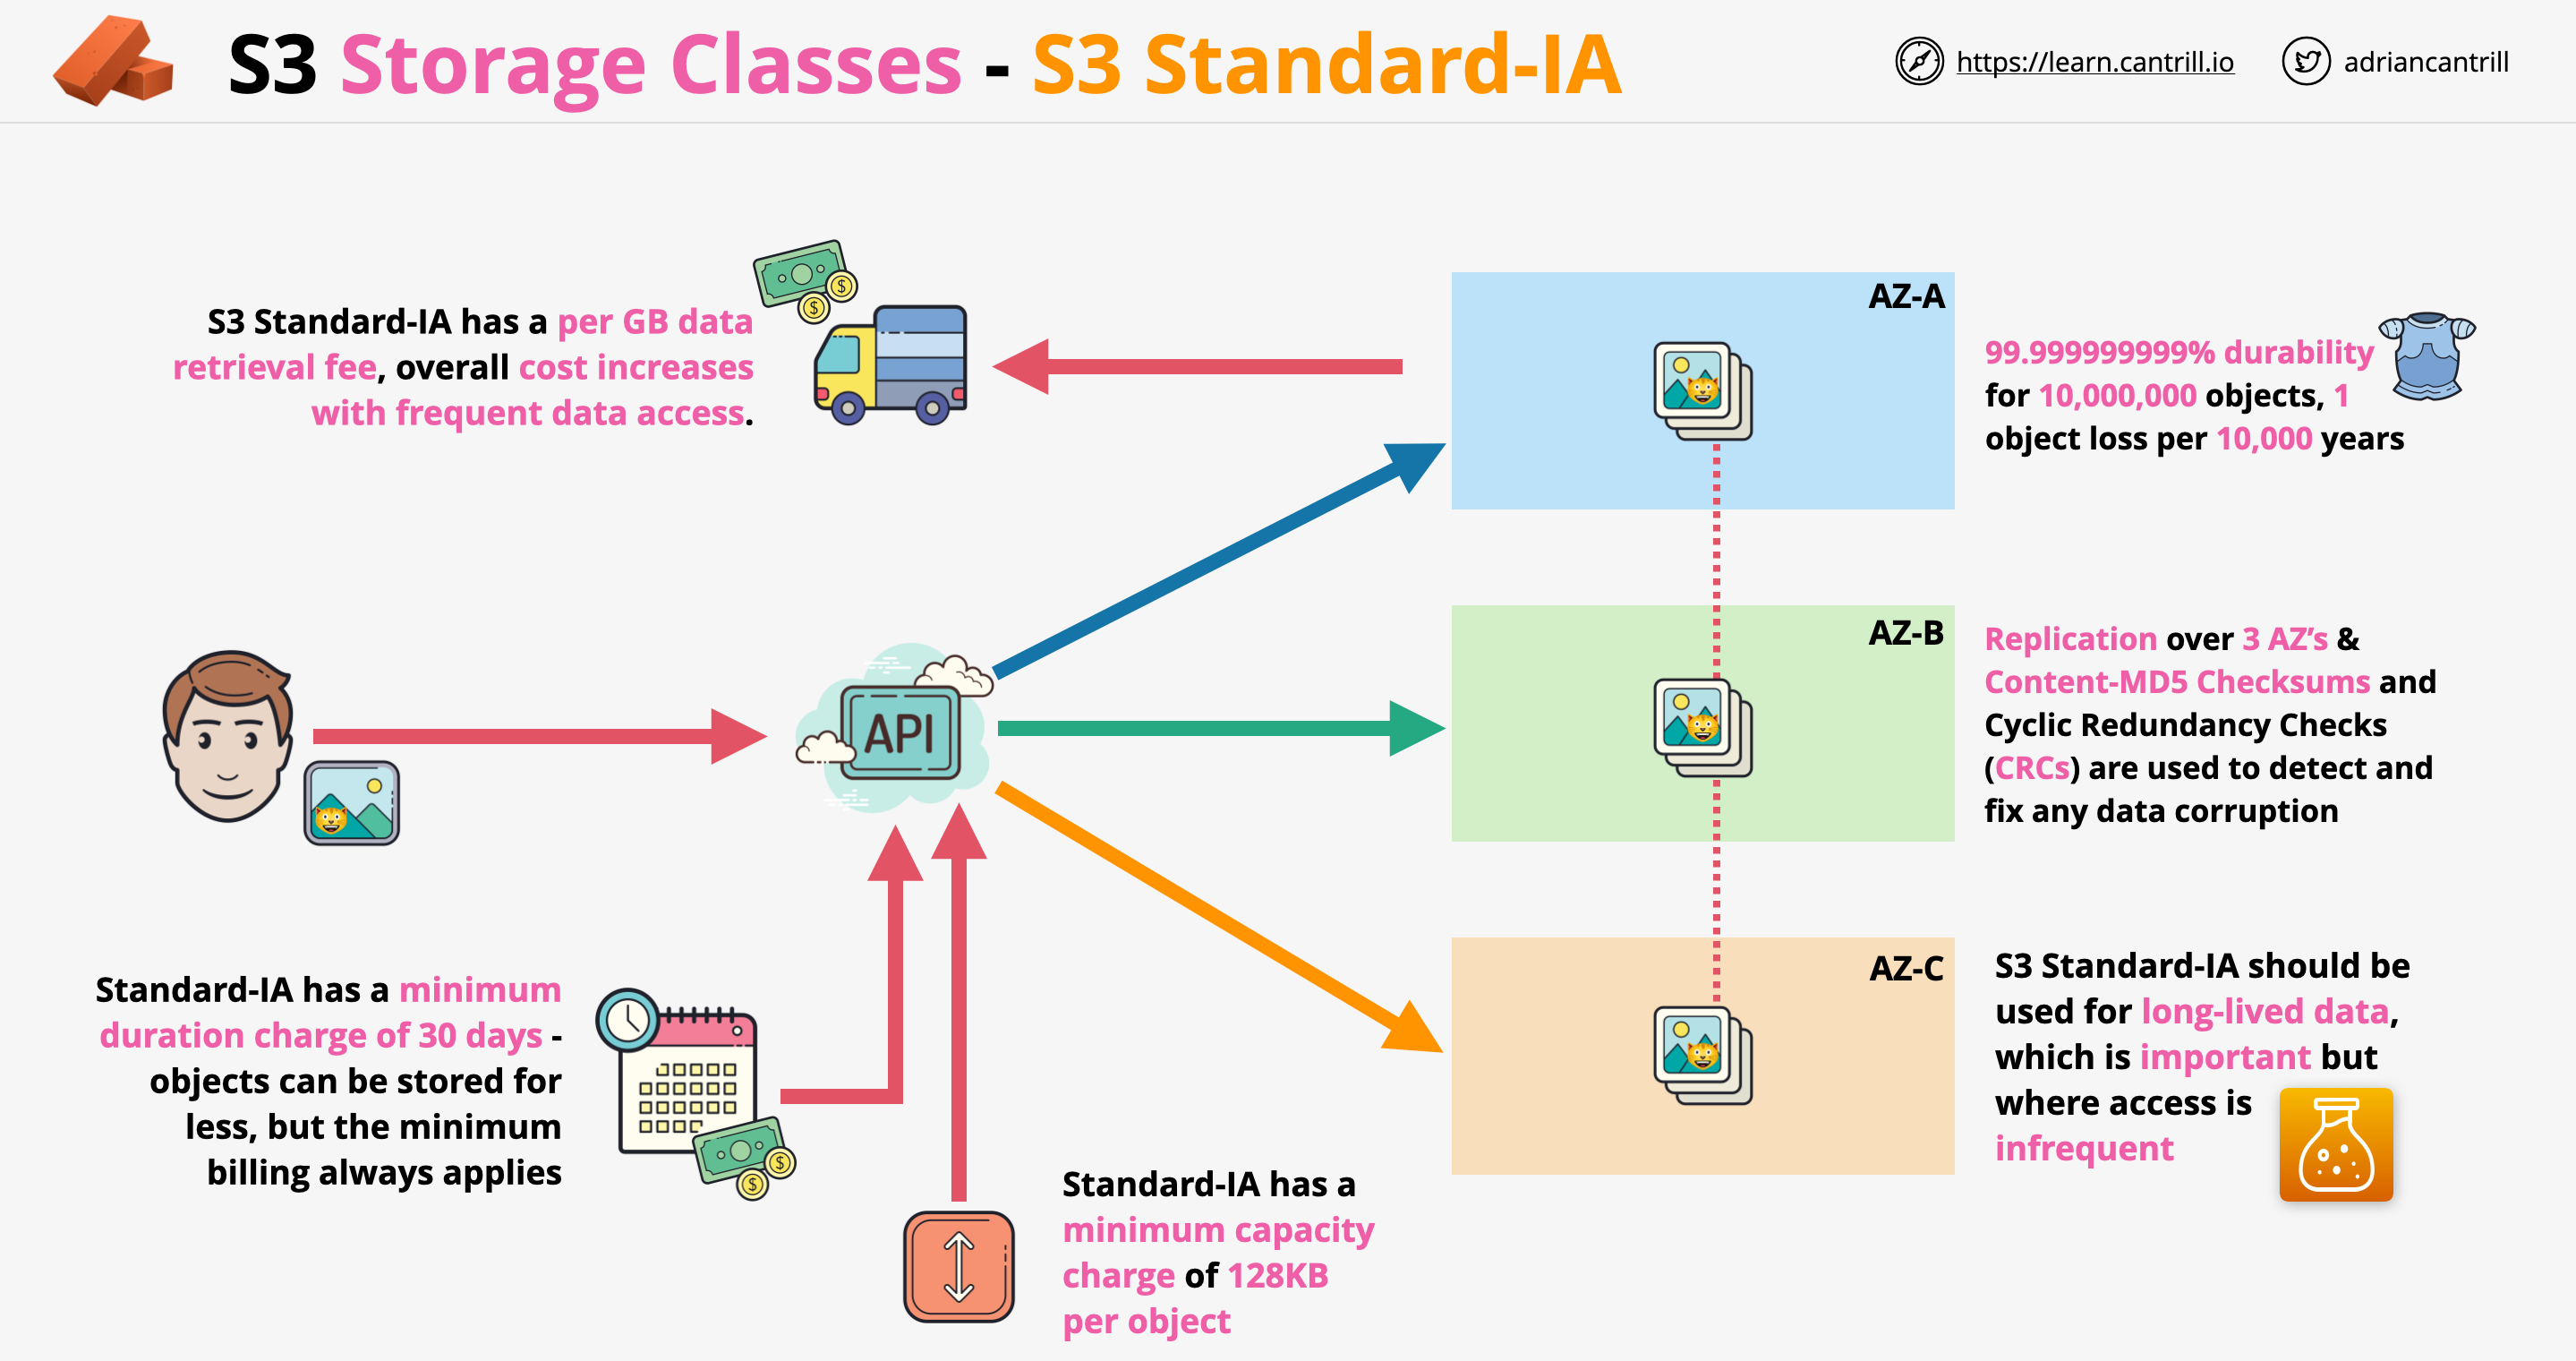 S3 Storage Classes - S3 Standard-IA
https://learn.cantrill.io
adriancantrill
S3 Standard-IA has a per GB data
retrieval fee, overall cost increases
with frequent data access.
AZ-A
99.999999999% durability
for 10,000,000 objects, 1
object loss per 10,000 years
API
AZ-B
Replication over 3 AZ’s &
Content-MD5 Checksums and
Cyclic Redundancy Checks
(CRCs) are used to detect and
fix any data corruption
Standard-IA has a minimum
duration charge of 30 days -
objects can be stored for
less, but the minimum
billing always applies
Standard-IA has a
minimum capacity
charge of 128KB
per object
AZ-C
S3 Standard-IA should be
used for long-lived data,
which is important but
where access is
infrequent